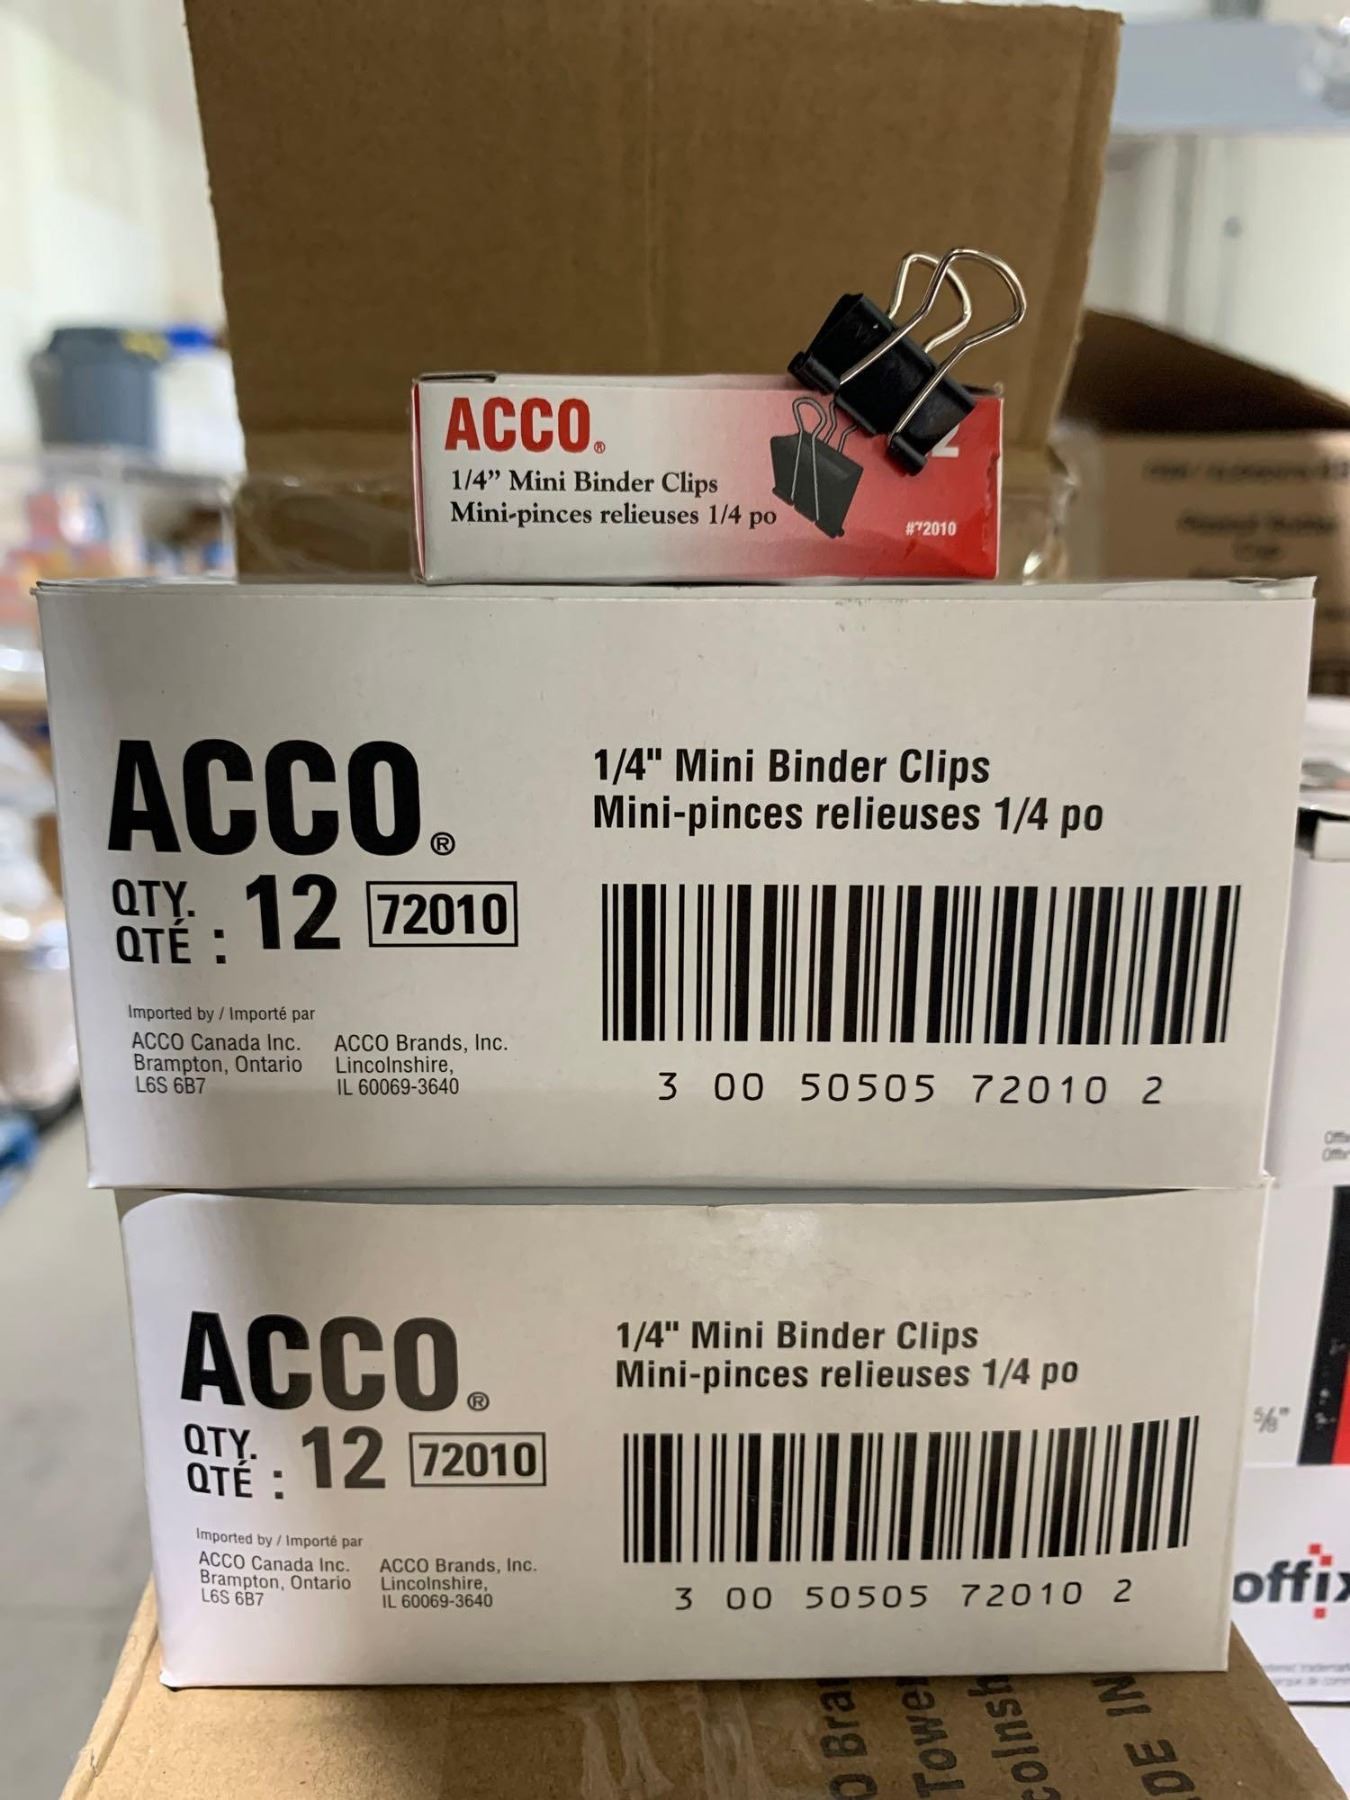 ACCO®
1/4” Mini Binder Clips
Mini-pinces relieuses 1/4 po
#72010
ACCO®
QTY.
QTÉ : 12 72010
Imported by / Importé par
ACCO Canada Inc.
Brampton, Ontario
L6S 6B7
ACCO Brands, Inc.
Lincolnshire,
IL 60069-3640
1/4" Mini Binder Clips
Mini-pinces relieuses 1/4 po
3 00 50505 72010 2
ACCO®
QTY.
QTÉ : 12 72010
Imported by / Importé par
ACCO Canada Inc.
Brampton, Ontario
L6S 6B7
ACCO Brands, Inc.
Lincolnshire,
IL 60069-3640
1/4" Mini Binder Clips
Mini-pinces relieuses 1/4 po
3 00 50505 72010 2
5/8"
offix